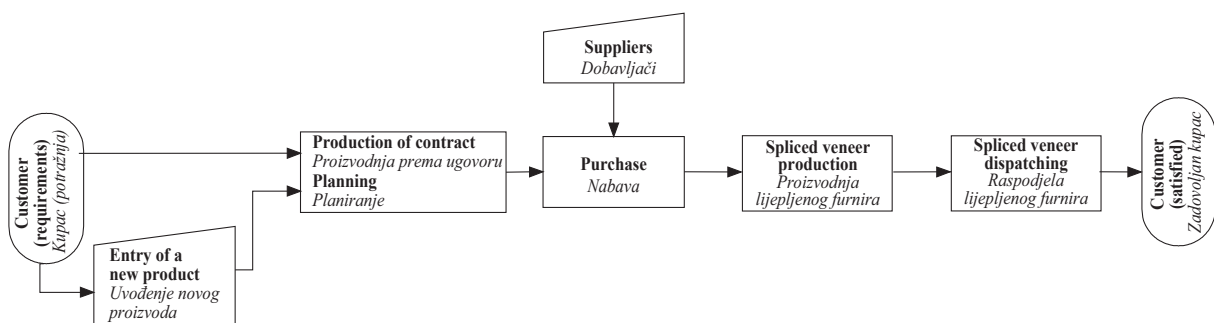 Customer
(requirements)
Kupac (potražnja)
Entry of a
new product
Uvođenje novog
proizvoda
Production of contract
Proizvodnja prema ugovoru
Planning
Planiranje
Suppliers
Dobavljači
Purchase
Nabava
Spliced veneer
production
Proizvodnja
lijepljenog furnira
Spliced veneer
dispatching
Raspodjela
lijepljenog furnira
Customer
(satisfied)
Zadovoljan kupac